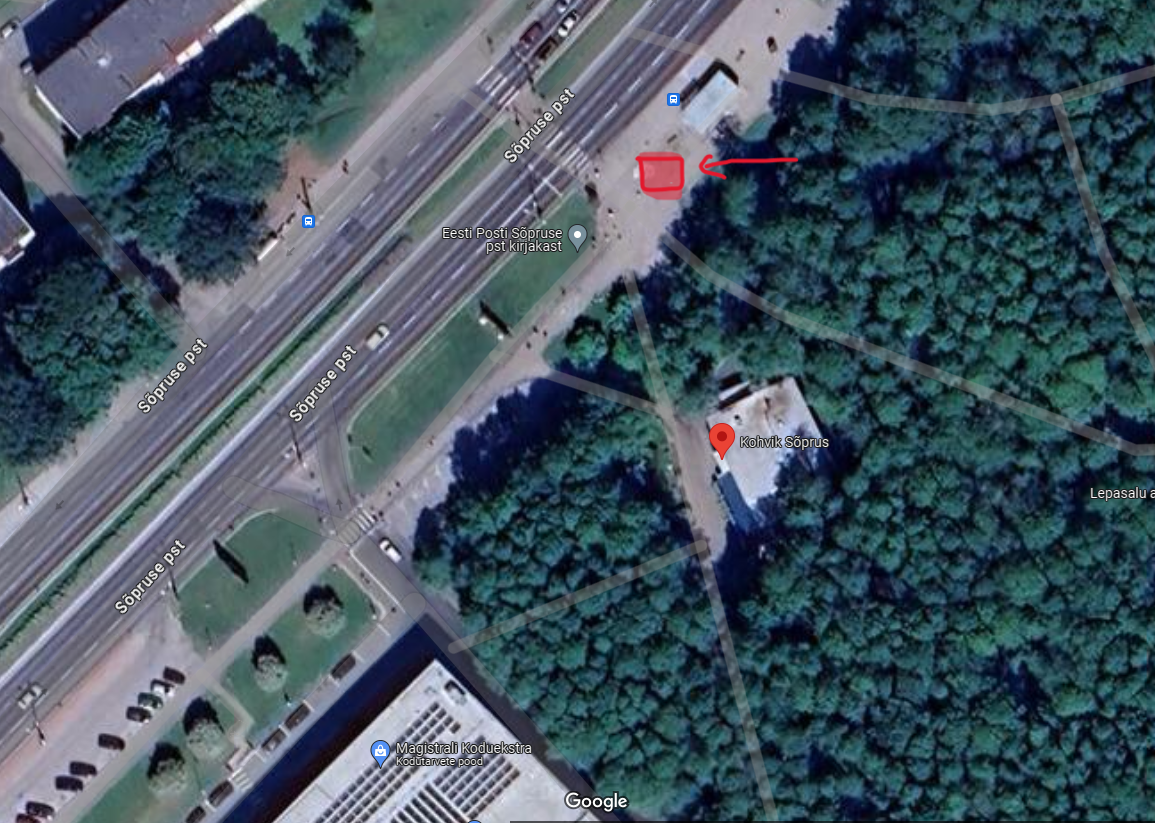 Sõpruse pst
Eesti Posti Sõpruse
pst kirjakast
Sõpruse pst
Sõpruse pst
Kohvik Sõprus
Lepasalu a
Sõpruse pst
Magistrali Koduekstra
Kodutarvete pood
Google